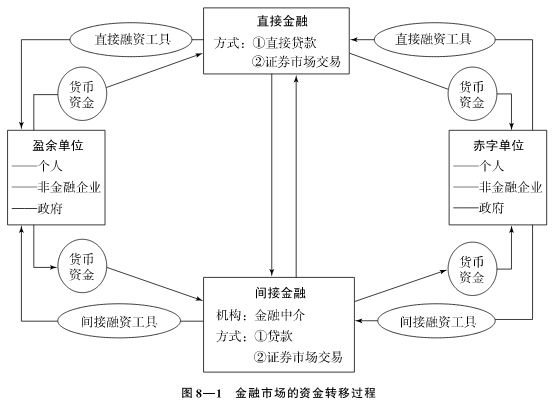 直接金融
方式：①直接贷款
②证券市场交易
直接融资工具
直接融资工具
货币
资金
货币
资金
盈余单位
——个人
——非金融企业
——政府
赤字单位
——个人
——非金融企业
——政府
货币
资金
货币
资金
间接金融
机构：金融中介
方式：①贷款
②证券市场交易
间接融资工具
间接融资工具
图 8—1 金融市场的资金转移过程